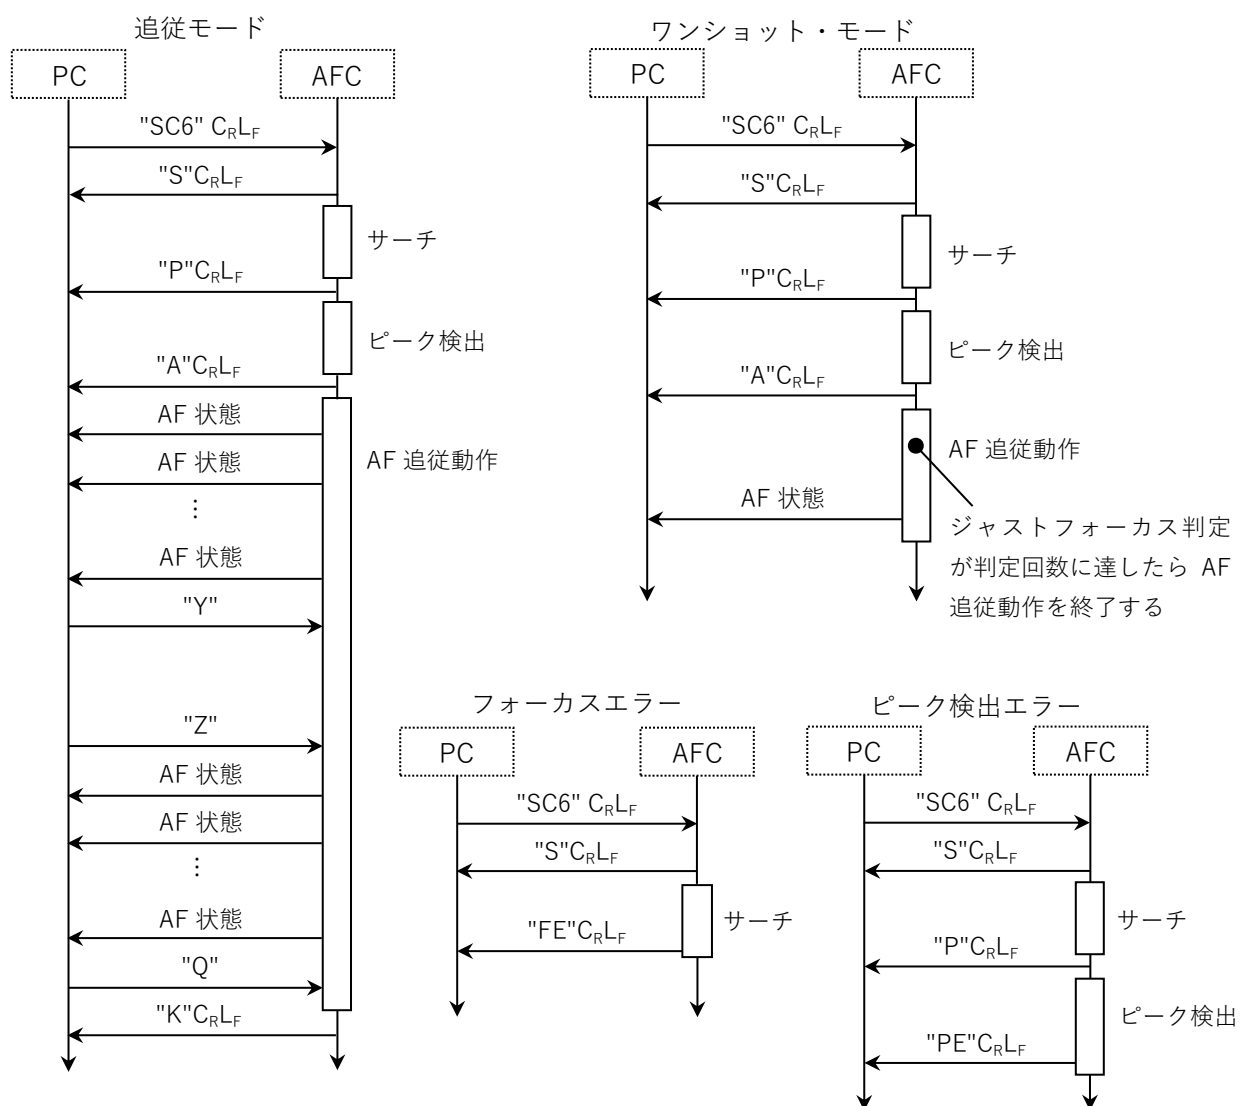 追従モード
PC
AFC
"SC6" CRLF
"S"CRLF
サーチ
"P"CRLF
ピーク検出
"A"CRLF
AF 状態
AF 追従動作
AF 状態
⋮
AF 状態
"Y"
"Z"
AF 状態
AF 状態
⋮
AF 状態
"Q"
"K"CRLF
ワンショット・モード
PC
AFC
"SC6" CRLF
"S"CRLF
サーチ
"P"CRLF
ピーク検出
"A"CRLF
AF 追従動作
AF 状態
ジャストフォーカス判定
が判定回数に達したら AF
追従動作を終了する
フォーカスエラー
PC
AFC
"SC6" CRLF
"S"CRLF
サーチ
"FE"CRLF
ピーク検出エラー
PC
AFC
"SC6" CRLF
"S"CRLF
サーチ
"P"CRLF
ピーク検出
"PE"CRLF